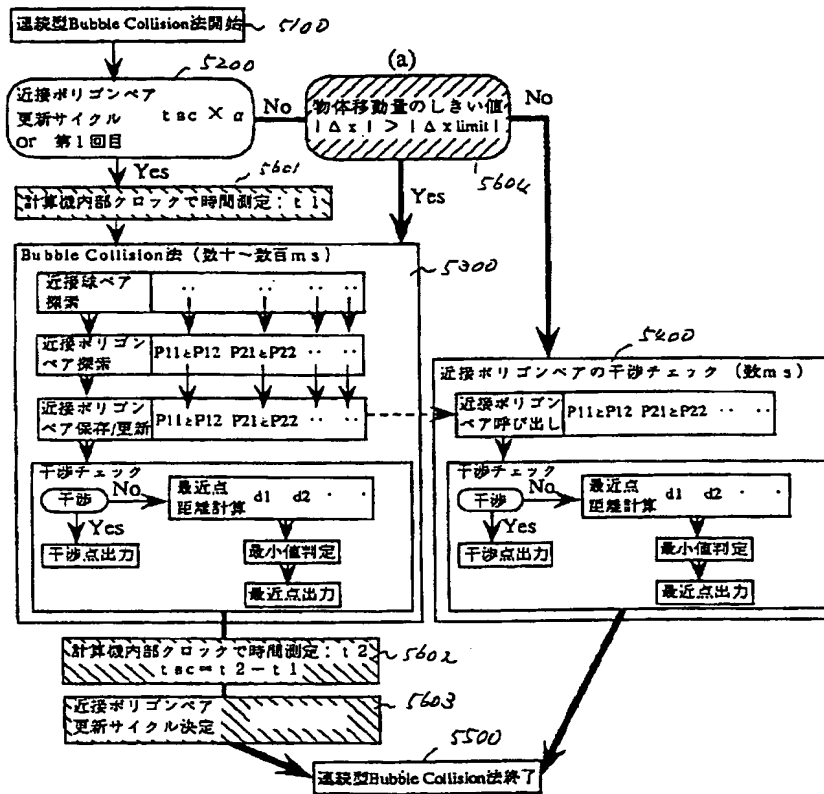 連続型Bubble Collision法開始
5100
5200
近接ポリゴンペア
更新サイクル tsc × α
or 第1回目
No
(a)
物体移動量のしきい値
|Δx| > |Δx limit|
No
5604
Yes
Yes
5601
計算機内部クロックで時間測定:t1
Bubble Collision法(数十~数百ms)
5300
近接球ペア
探索
‥ ‥ ‥ ‥
近接ポリゴン
ペア探索
P11とP12 P21とP22 ‥ ‥
近接ポリゴン
ペア保存/更新
P11とP12 P21とP22 ‥ ‥
干渉チェック
干渉
No
Yes
干渉点出力
最近点
距離計算 d1 d2 ・ ・
最小値判定
最近点出力
5400
近接ポリゴンペアの干渉チェック(数ms)
近接ポリゴン
ペア呼び出し
P11とP12 P21とP22 ‥ ‥
干渉チェック
干渉
No
Yes
干渉点出力
最近点
距離計算 d1 d2 ・ ・
最小値判定
最近点出力
計算機内部クロックで時間測定:t2
tsc=t2-t1
5602
近接ポリゴンペア
更新サイクル決定
5603
5500
連続型Bubble Collision法終了